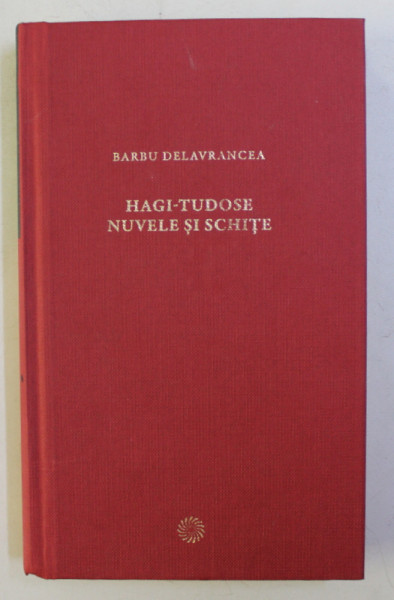 BARBU DELAVRANCEA
HAGI-TUDOSE
NUVELE ȘI SCHIȚE